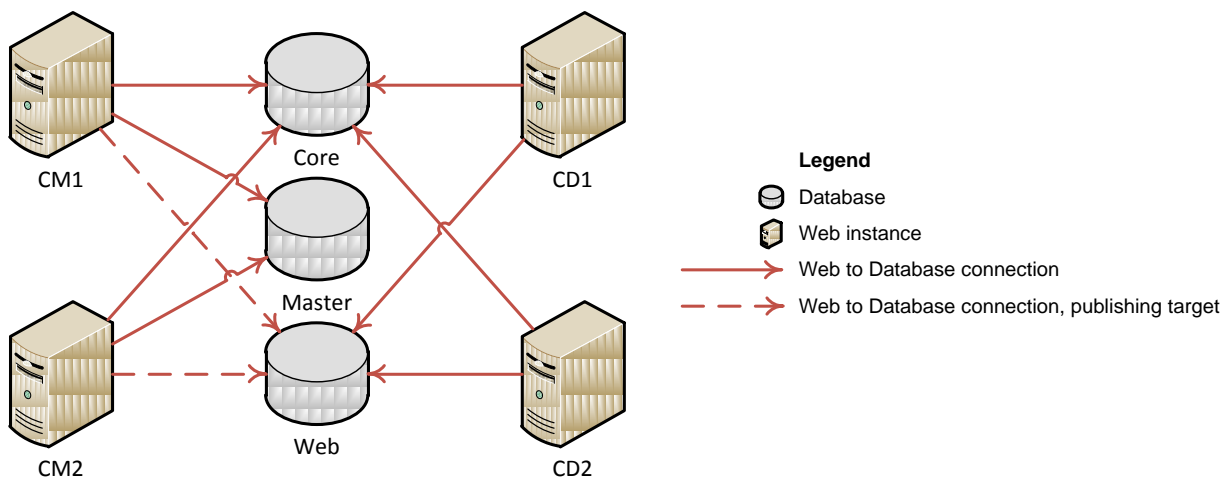 Core
CM1
CD1
Master
Web
CM2
CD2
Legend
Database
Web instance
Web to Database connection
Web to Database connection, publishing target